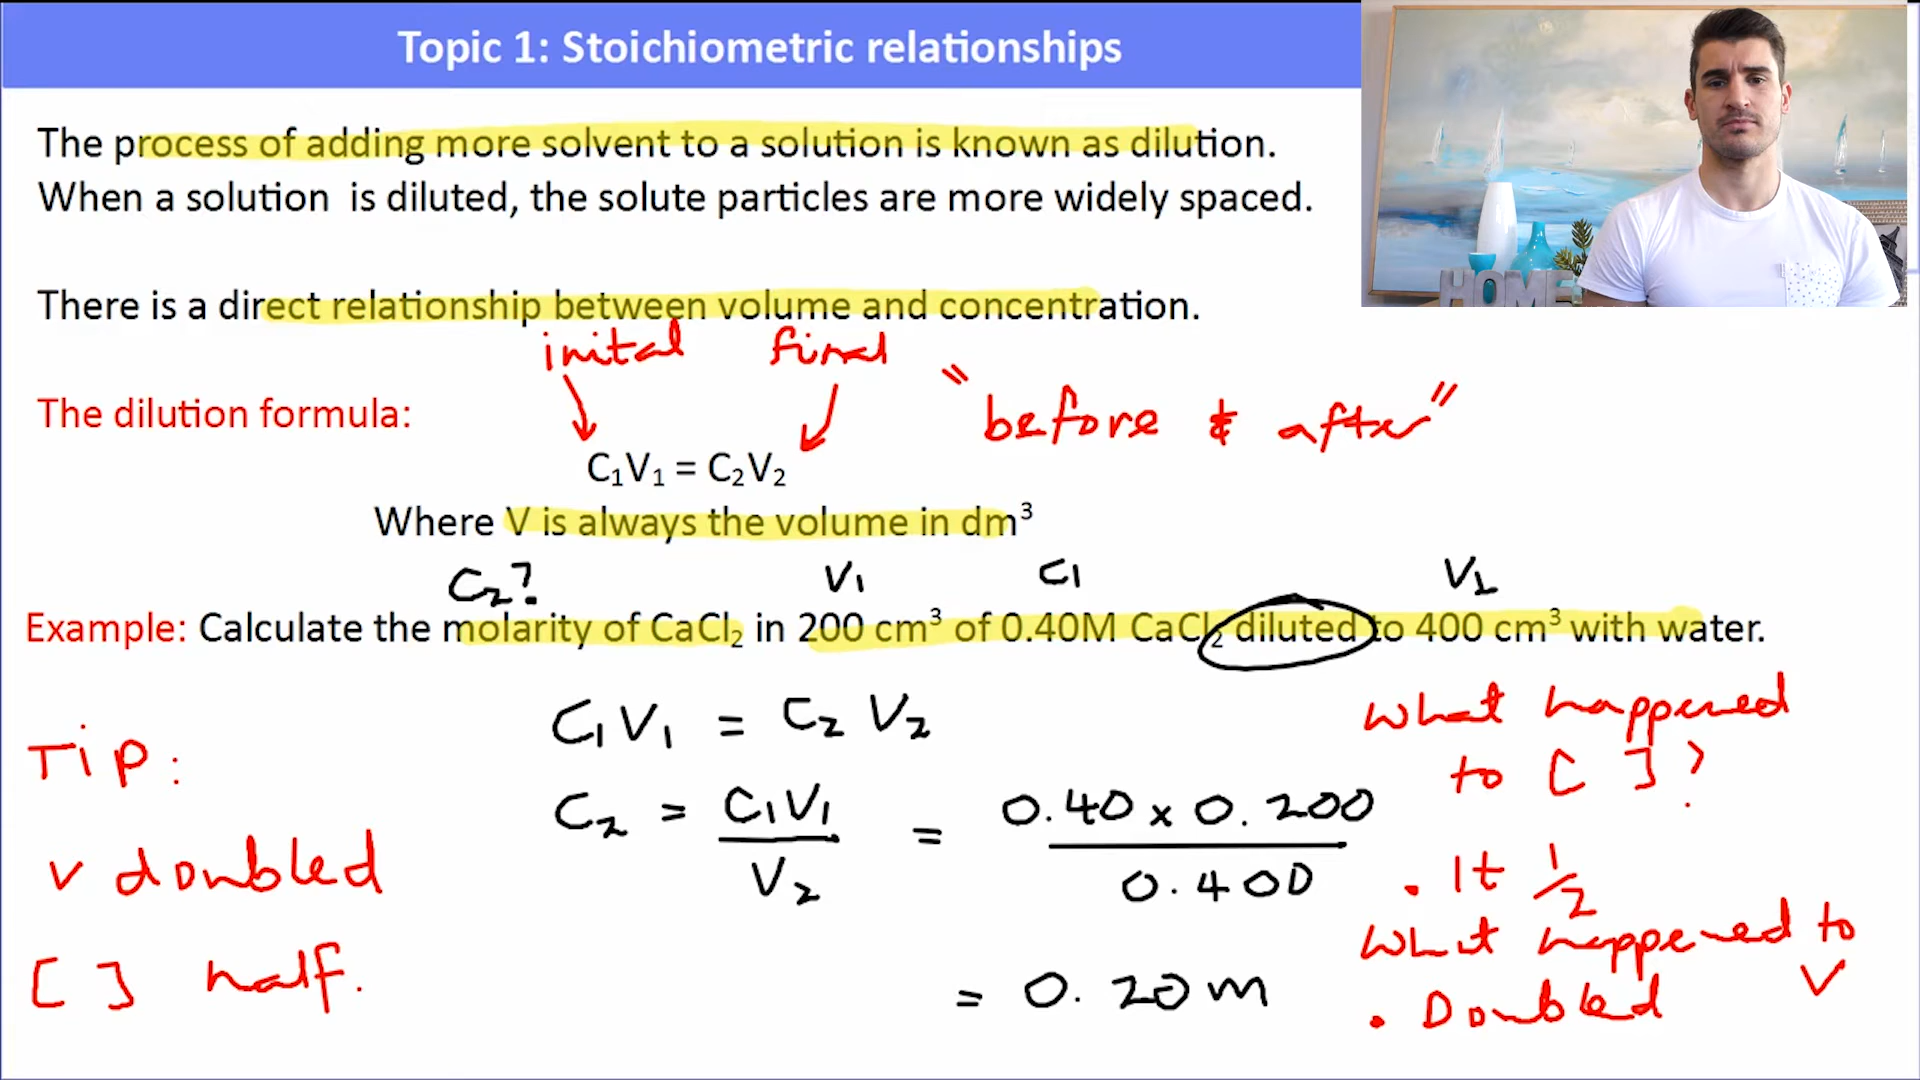 Topic 1: Stoichiometric relationships
HOME
The process of adding more solvent to a solution is known as dilution.
When a solution is diluted, the solute particles are more widely spaced.
There is a direct relationship between volume and concentration.
inital final
"before & after"
The dilution formula:
C₁V₁ = C₂V₂
Where V is always the volume in dm³
C₂? V₁ C₁ V₂
Example: Calculate the molarity of CaCl₂ in 200 cm³ of 0.40M CaCl₂ diluted to 400 cm³ with water.
C₁V₁ = C₂ V₂
C₂ = C₁V₁ / V₂ = 0.40 x 0.200 / 0.400
= 0.20 m
Tip:
V doubled
[ ] half.
What happened
to [ ] ?
. It 1/2
What happened to
V
. Doubled